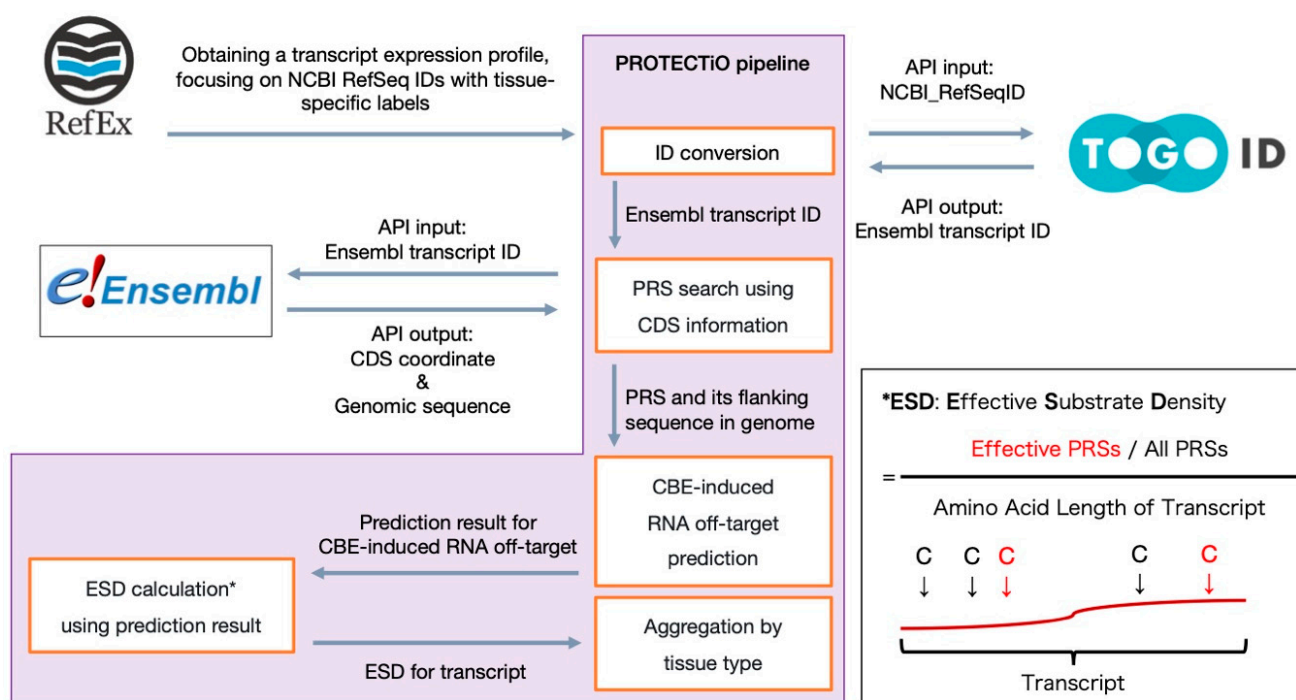 RefEx
Obtaining a transcript expression profile,
focusing on NCBI RefSeq IDs with tissue-
specific labels
PROTECTiO pipeline
API input:
NCBI_RefSeqID
ID conversion
TOGO ID
API output:
Ensembl transcript ID
Ensembl transcript ID
API input:
Ensembl transcript ID
e!Ensembl
PRS search using
CDS information
API output:
CDS coordinate
&
Genomic sequence
PRS and its flanking
sequence in genome
CBE-induced
RNA off-target
prediction
Prediction result for
CBE-induced RNA off-target
ESD calculation*
using prediction result
ESD for transcript
Aggregation by
tissue type
*ESD: Effective Substrate Density
Effective PRSs / All PRSs
=
Amino Acid Length of Transcript
C C C C C
Transcript